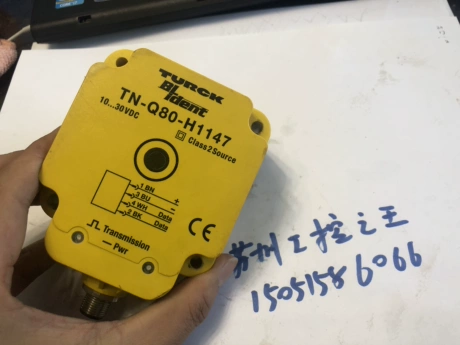 TURCK
BL ident
TN-Q80-H1147
10...30VDC
Class 2 Source
1 BN +
3 BU -
4 WH Data
2 BK Data
Transmission
Pwr
CE
苏州工控之王
15051586066